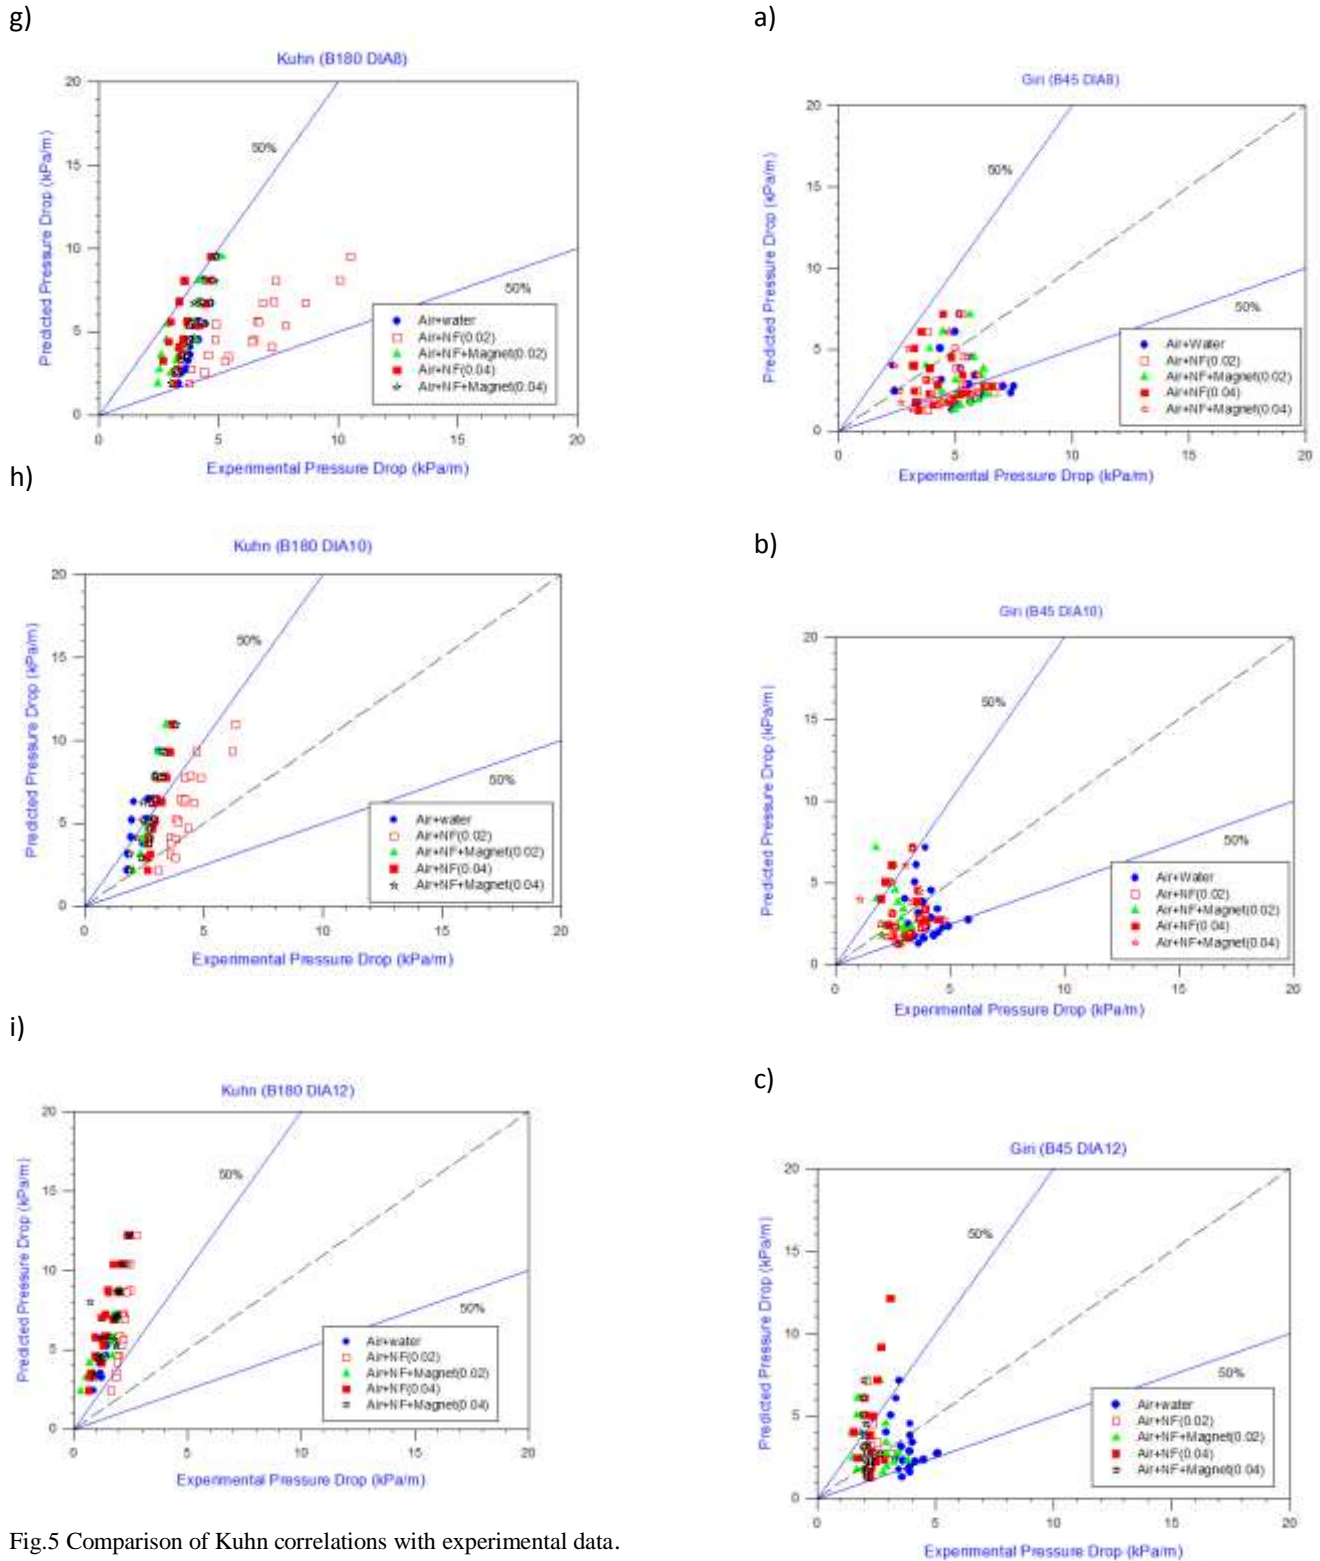 g)
Kuhn (B180 DIA8)
Predicted Pressure Drop (kPa/m)
20
15
10
5
0
50%
50%
Air+water
Air+NF(0.02)
Air+NF+Magnet(0.02)
Air+NF(0.04)
Air+NF+Magnet(0.04)
0 5 10 15 20
Experimental Pressure Drop (kPa/m)
h)
Kuhn (B180 DIA10)
Predicted Pressure Drop (kPa/m)
20
15
10
5
0
50%
50%
Air+water
Air+NF(0.02)
Air+NF+Magnet(0.02)
Air+NF(0.04)
Air+NF+Magnet(0.04)
0 5 10 15 20
Experimental Pressure Drop (kPa/m)
i)
Kuhn (B180 DIA12)
Predicted Pressure Drop (kPa/m)
20
15
10
5
0
50%
50%
Air+water
Air+NF(0.02)
Air+NF+Magnet(0.02)
Air+NF(0.04)
Air+NF+Magnet(0.04)
0 5 10 15 20
Experimental Pressure Drop (kPa/m)
Fig.5 Comparison of Kuhn correlations with experimental data.
a)
Giri (B45 DIA8)
Predicted Pressure Drop (kPa/m)
20
15
10
5
0
50%
50%
Air+Water
Air+NF(0.02)
Air+NF+Magnet(0.02)
Air+NF(0.04)
Air+NF+Magnet(0.04)
0 5 10 15 20
Experimental Pressure Drop (kPa/m)
b)
Giri (B45 DIA10)
Predicted Pressure Drop (kPa/m)
20
15
10
5
0
50%
50%
Air+Water
Air+NF(0.02)
Air+NF+Magnet(0.02)
Air+NF(0.04)
Air+NF+Magnet(0.04)
0 5 10 15 20
Experimental Pressure Drop (kPa/m)
c)
Giri (B45 DIA12)
Predicted Pressure Drop (kPa/m)
20
15
10
5
0
50%
50%
Air+water
Air+NF(0.02)
Air+NF+Magnet(0.02)
Air+NF(0.04)
Air+NF+Magnet(0.04)
0 5 10 15 20
Experimental Pressure Drop (kPa/m)